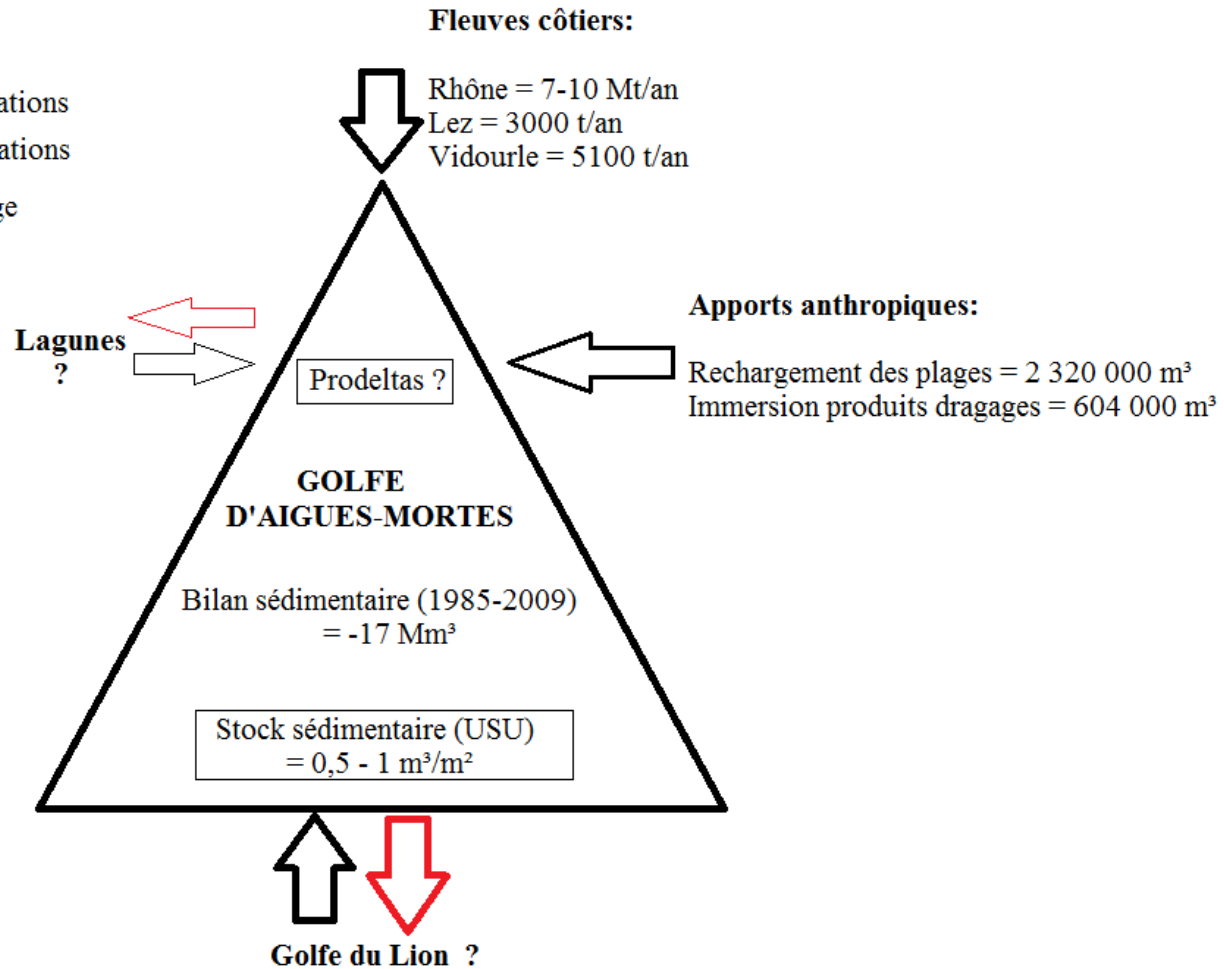 Fleuves côtiers:
Rhône = 7-10 Mt/an
Lez = 3000 t/an
Vidourle = 5100 t/an
Lagunes
?
Apports anthropiques:
Rechargement des plages = 2 320 000 m³
Immersion produits dragages = 604 000 m³
Prodeltas ?
GOLFE
D'AIGUES-MORTES
Bilan sédimentaire (1985-2009)
= -17 Mm³
Stock sédimentaire (USU)
= 0,5 - 1 m³/m²
Golfe du Lion ?